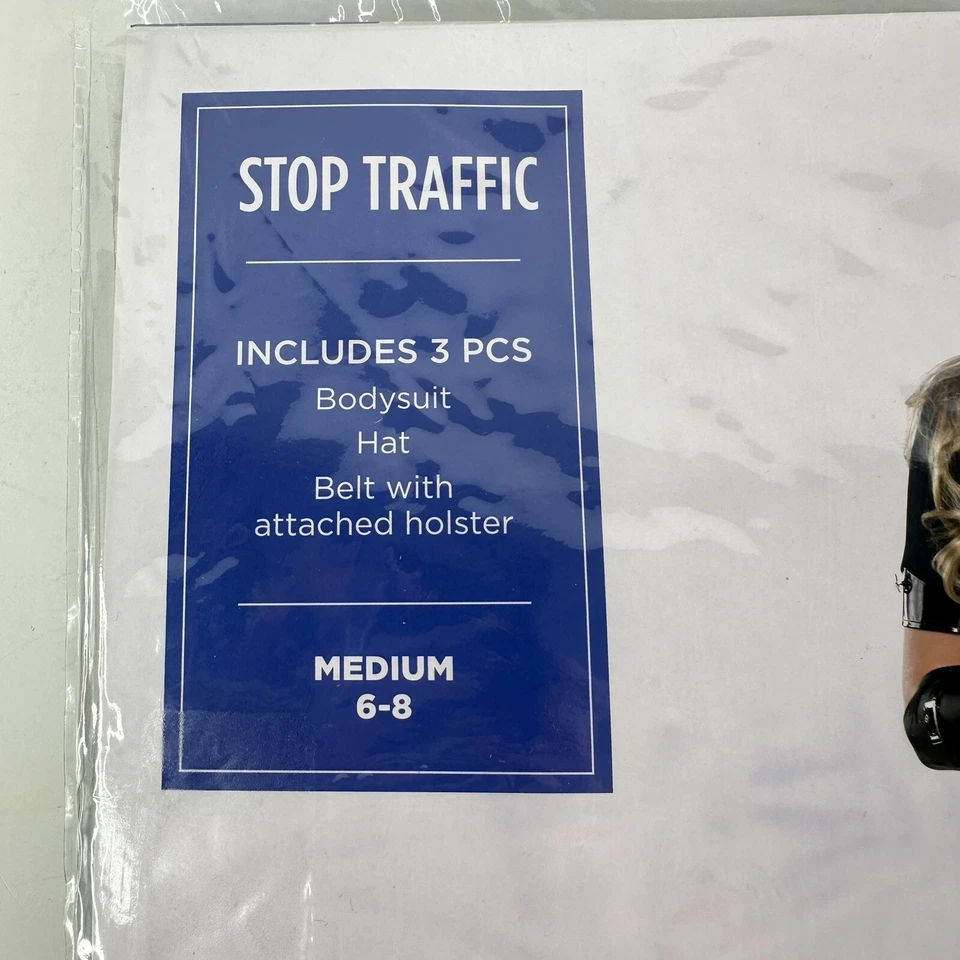 STOP TRAFFIC
INCLUDES 3 PCS
Bodysuit
Hat
Belt with
attached holster
MEDIUM
6-8